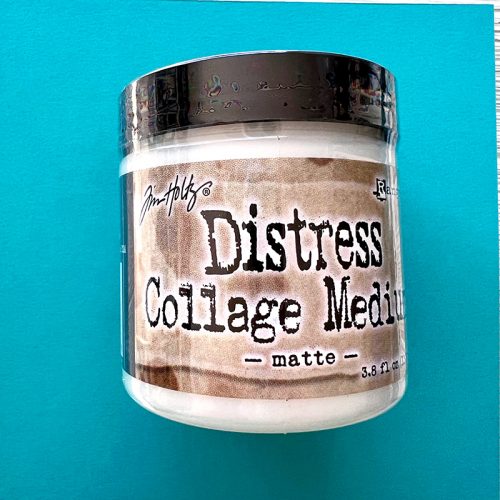 Tim Holtz®
Distress
Collage Mediu
— matte —
3.8 fl o